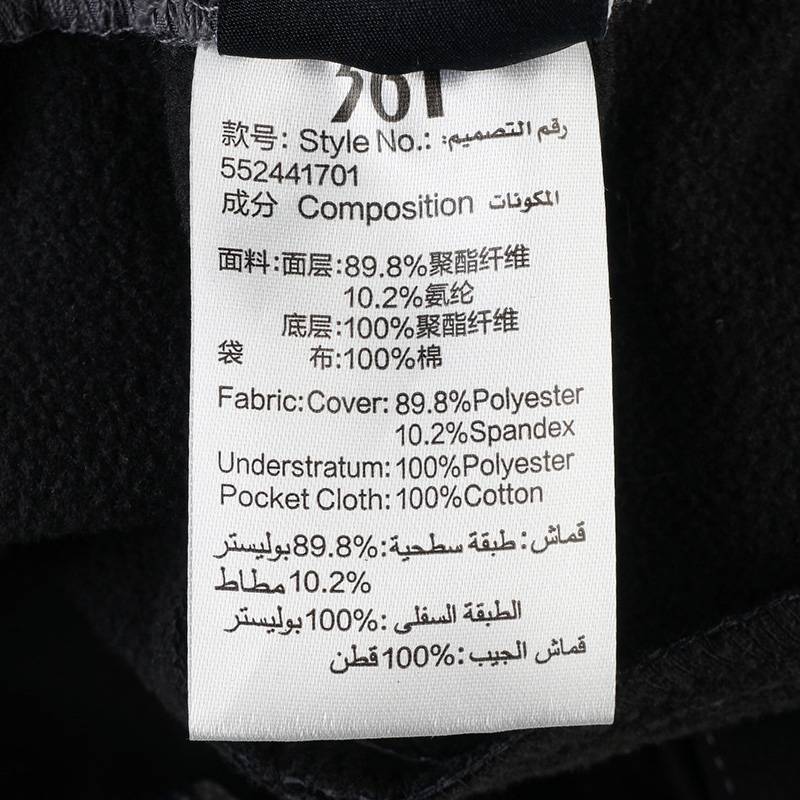 款号: Style No.: رقم التصميم:
552441701
成分 Composition المكونات
面料:面层:89.8%聚酯纤维
10.2%氨纶
底层:100%聚酯纤维
袋 布:100%棉
Fabric:Cover: 89.8%Polyester
10.2%Spandex
Understratum: 100%Polyester
Pocket Cloth: 100%Cotton
قماش: طبقة سطحية:89.8%بوليستر
10.2%مطاط
الطبقة السفلى :100%بوليستر
قماش الجيب:100%قطن